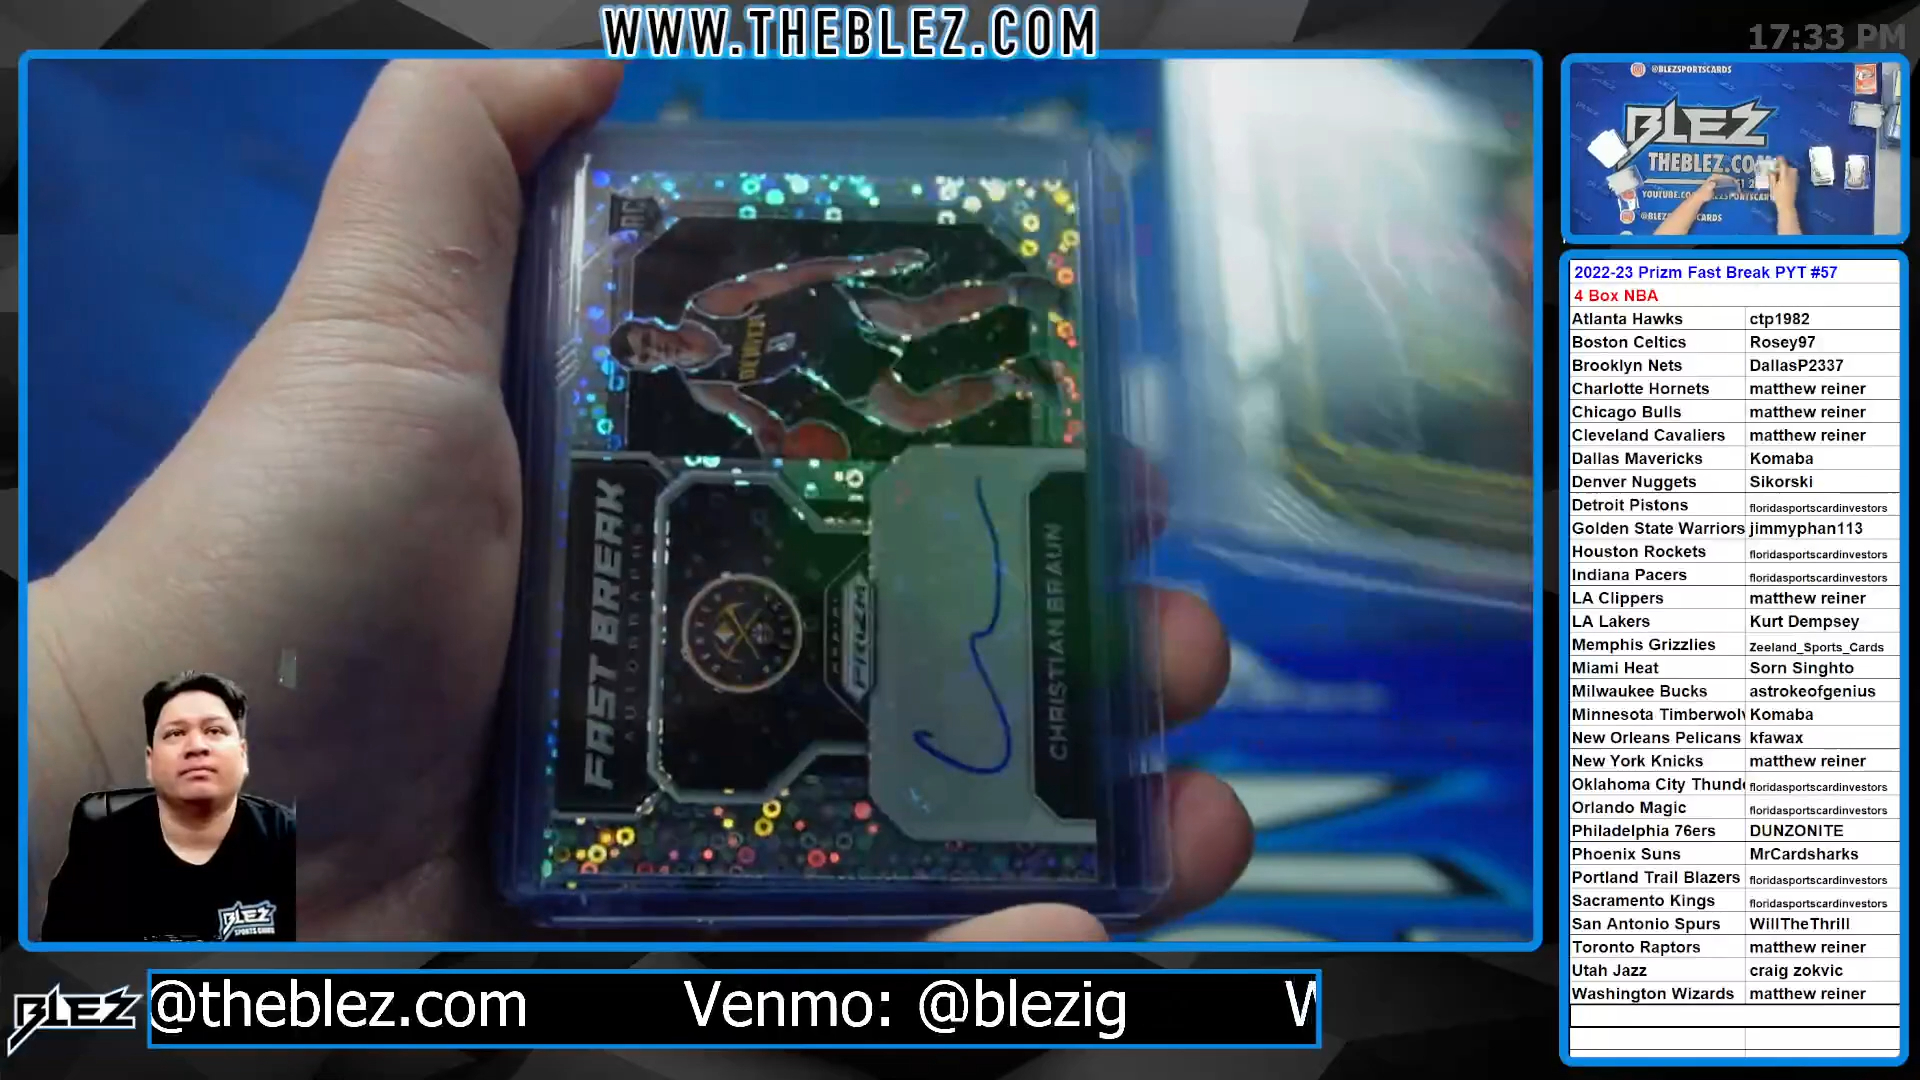 WWW.THEBLEZ.COM
17:33 PM
@BLEZSPORTSCARDS
BLEZ
THEBLEZ.COM
RC
DENVER
FAST BREAK
AUTOGRAPHS
PRIZM
CHRISTIAN BRAUN
BLEZ
SPORTS CARDS
2022-23 Prizm Fast Break PYT #57
4 Box NBA
Atlanta Hawks ctp1982
Boston Celtics Rosey97
Brooklyn Nets DallasP2337
Charlotte Hornets matthew reiner
Chicago Bulls matthew reiner
Cleveland Cavaliers matthew reiner
Dallas Mavericks Komaba
Denver Nuggets Sikorski
Detroit Pistons floridasportscardinvestors
Golden State Warriors jimmyphan113
Houston Rockets floridasportscardinvestors
Indiana Pacers floridasportscardinvestors
LA Clippers matthew reiner
LA Lakers Kurt Dempsey
Memphis Grizzlies Zeeland_Sports_Cards
Miami Heat Sorn Singhto
Milwaukee Bucks astrokeofgenius
Minnesota Timberwolv Komaba
New Orleans Pelicans kfawax
New York Knicks matthew reiner
Oklahoma City Thunde floridasportscardinvestors
Orlando Magic floridasportscardinvestors
Philadelphia 76ers DUNZONITE
Phoenix Suns MrCardsharks
Portland Trail Blazers floridasportscardinvestors
Sacramento Kings floridasportscardinvestors
San Antonio Spurs WillTheThrill
Toronto Raptors matthew reiner
Utah Jazz craig zokvic
Washington Wizards matthew reiner
BLEZ
@theblez.com Venmo: @blezig W